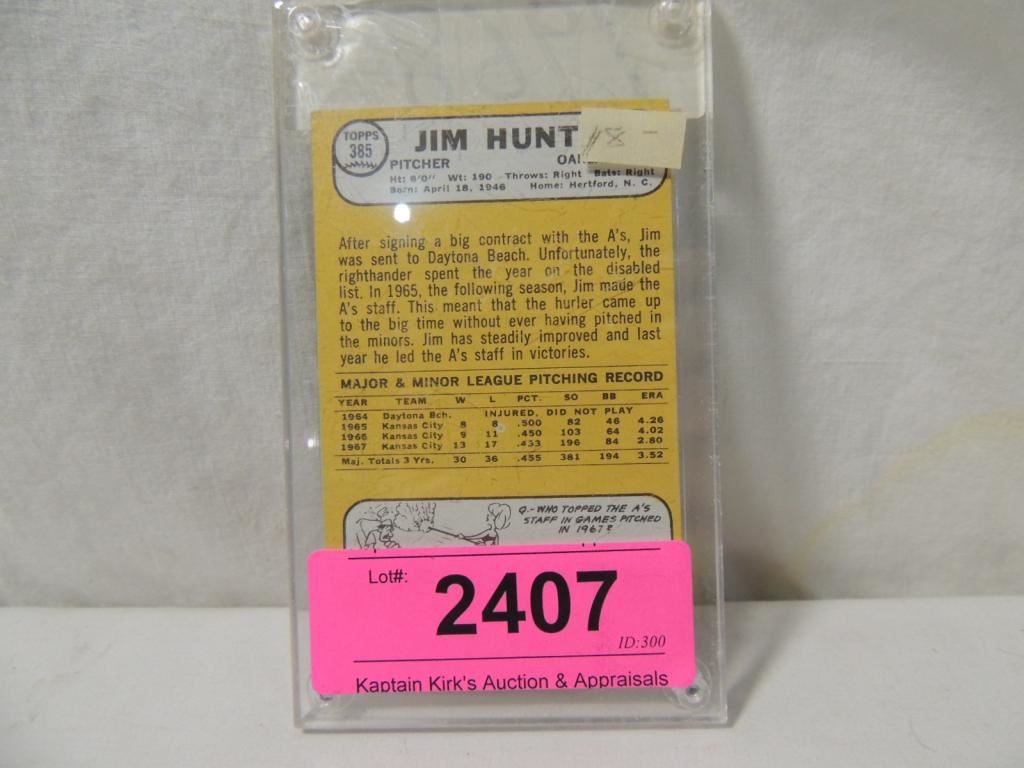 TOPPS
385
JIM HUNT
$8 —
PITCHER
Ht: 6'0" Wt: 190 Throws: Right Bats: Right
Born: April 18, 1946 Home: Hertford, N. C.
After signing a big contract with the A's, Jim
was sent to Daytona Beach. Unfortunately, the
righthander spent the year on the disabled
list. In 1965, the following season, Jim made the
A's staff. This meant that the hurler came up
to the big time without ever having pitched in
the minors. Jim has steadily improved and last
year he led the A's staff in victories.
MAJOR & MINOR LEAGUE PITCHING RECORD
YEAR TEAM W L PCT. SO BB ERA
1964 Daytona Bch. INJURED, DID NOT PLAY
1965 Kansas City 8 8 .500 82 46 4.26
1966 Kansas City 9 11 .450 103 64 4.02
1967 Kansas City 13 17 .433 196 84 2.80
Maj. Totals 3 Yrs. 30 36 .455 381 194 3.52
Q.-WHO TOPPED THE A'S
STAFF IN GAMES PITCHED
IN 1967?
Lot#:
2407
ID:300
Kaptain Kirk's Auction & Appraisals